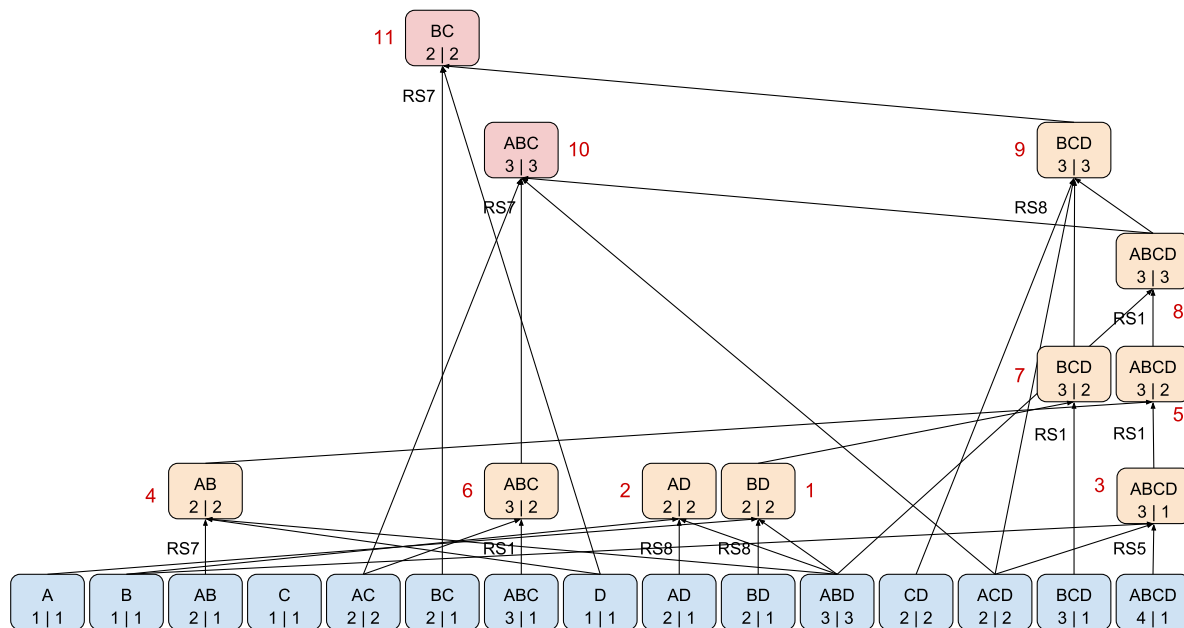 11
BC
2 | 2
RS7
ABC
3 | 3
10
9
BCD
3 | 3
RS7
RS8
ABCD
3 | 3
RS1
8
7
BCD
3 | 2
ABCD
3 | 2
5
RS1
RS1
4
AB
2 | 2
6
ABC
3 | 2
2
AD
2 | 2
BD
2 | 2
1
3
ABCD
3 | 1
RS7
RS1
RS8
RS8
RS5
A
1 | 1
B
1 | 1
AB
2 | 1
C
1 | 1
AC
2 | 2
BC
2 | 1
ABC
3 | 1
D
1 | 1
AD
2 | 1
BD
2 | 1
ABD
3 | 3
CD
2 | 2
ACD
2 | 2
BCD
3 | 1
ABCD
4 | 1